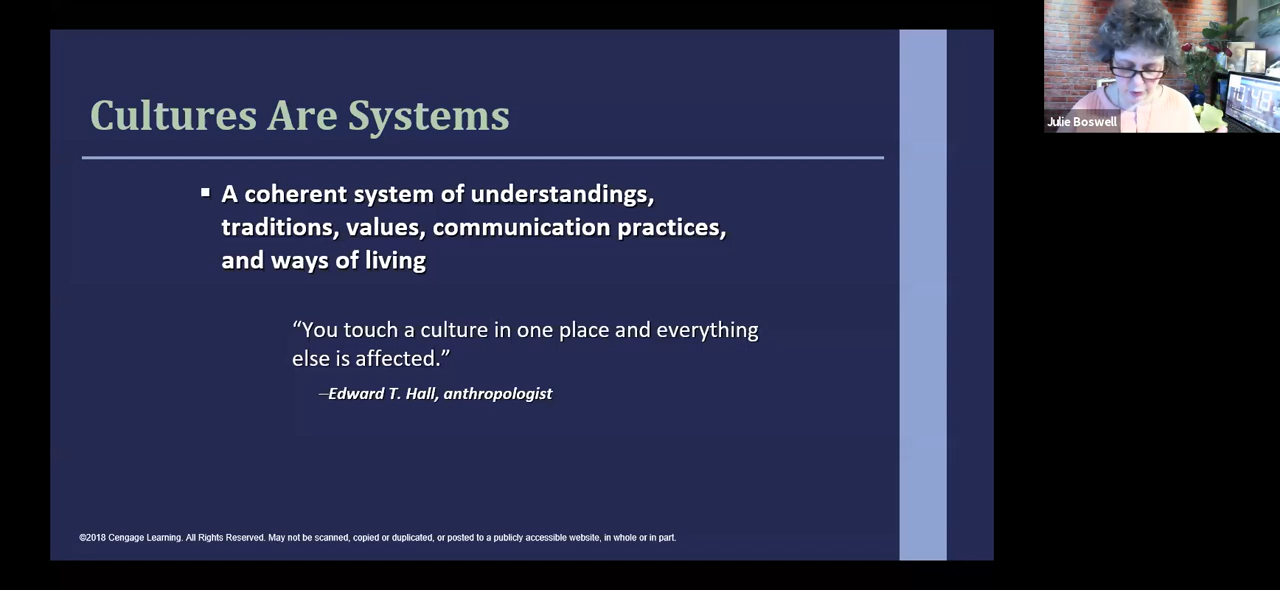 Cultures Are Systems
▪ A coherent system of understandings,
traditions, values, communication practices,
and ways of living
“You touch a culture in one place and everything
else is affected.”
–Edward T. Hall, anthropologist
©2018 Cengage Learning. All Rights Reserved. May not be scanned, copied or duplicated, or posted to a publicly accessible website, in whole or in part.
Julie Boswell